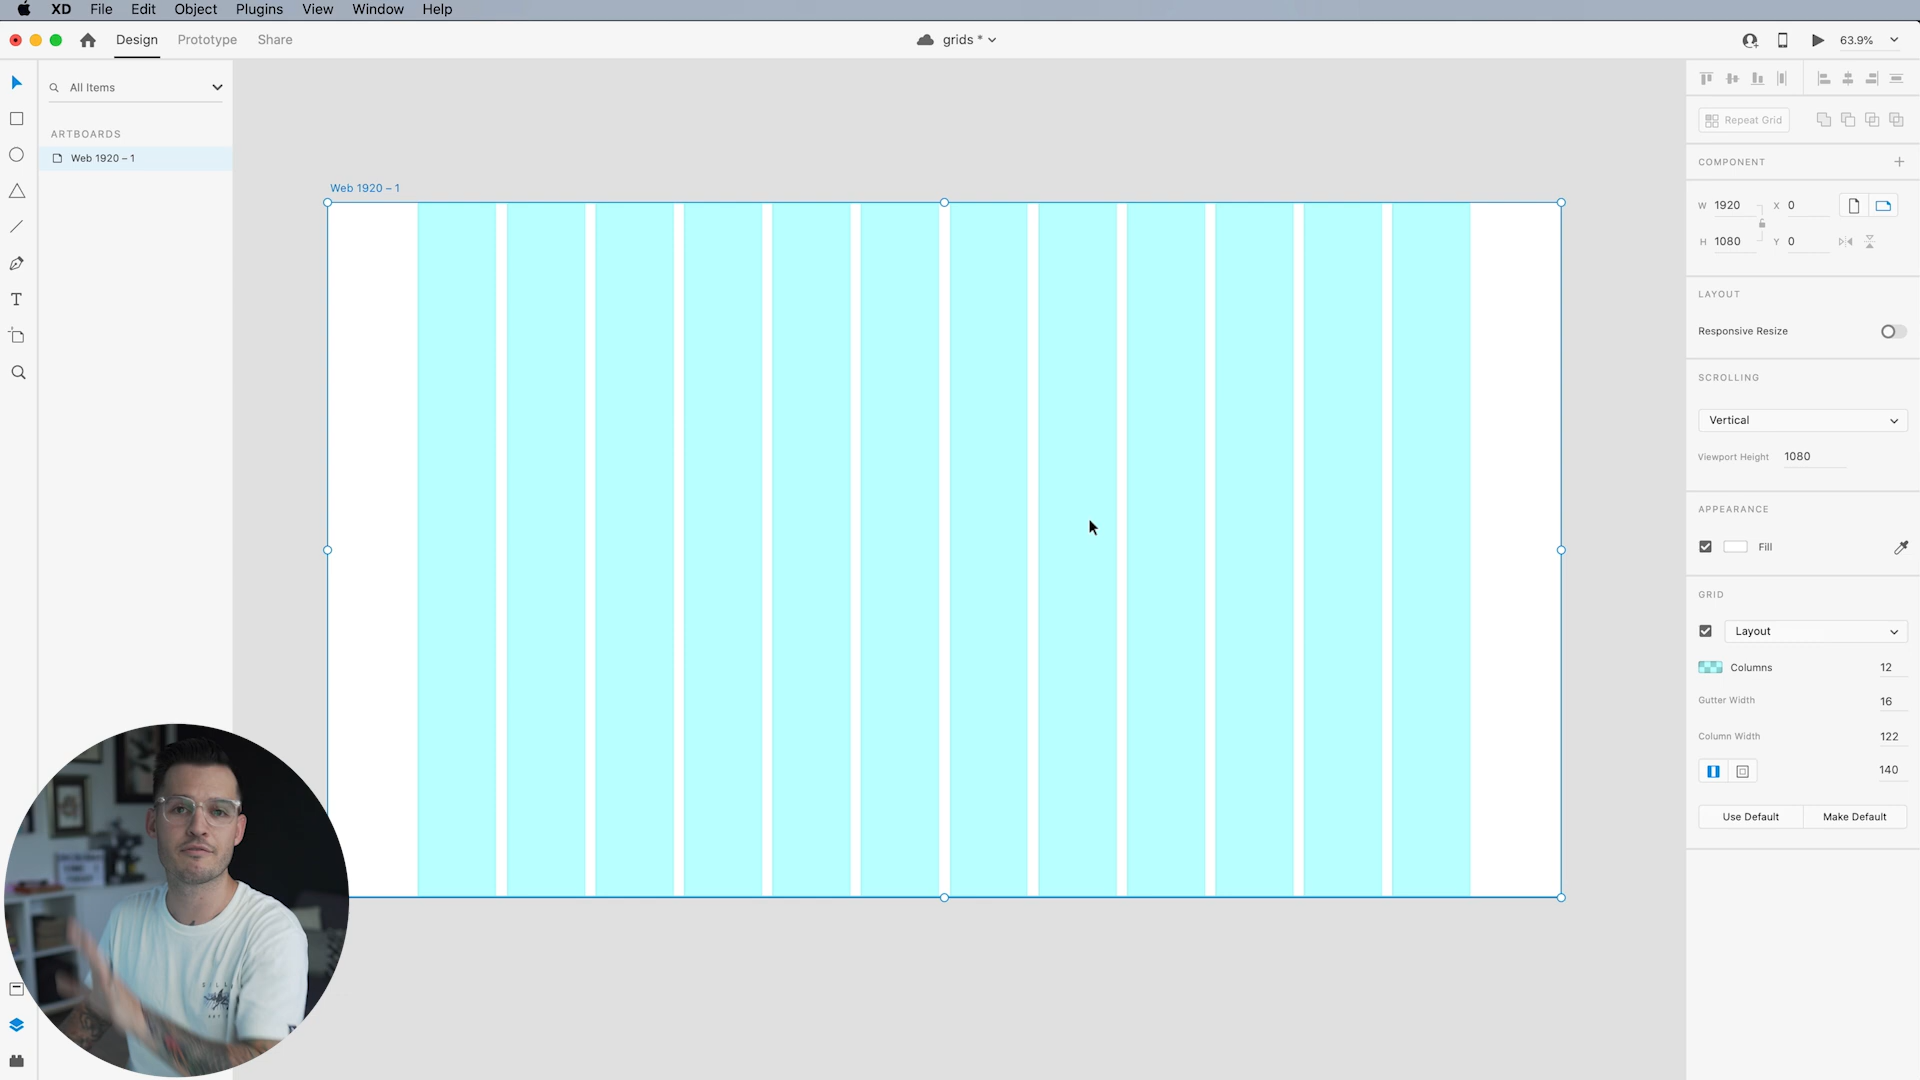 XD File Edit Object Plugins View Window Help
Design Prototype Share
grids *
63.9%
All Items
ARTBOARDS
Web 1920 – 1
Web 1920 – 1
Repeat Grid
COMPONENT
W 1920 X 0
H 1080 Y 0
LAYOUT
Responsive Resize
SCROLLING
Vertical
Viewport Height 1080
APPEARANCE
Fill
GRID
Layout
Columns 12
Gutter Width 16
Column Width 122
140
Use Default Make Default